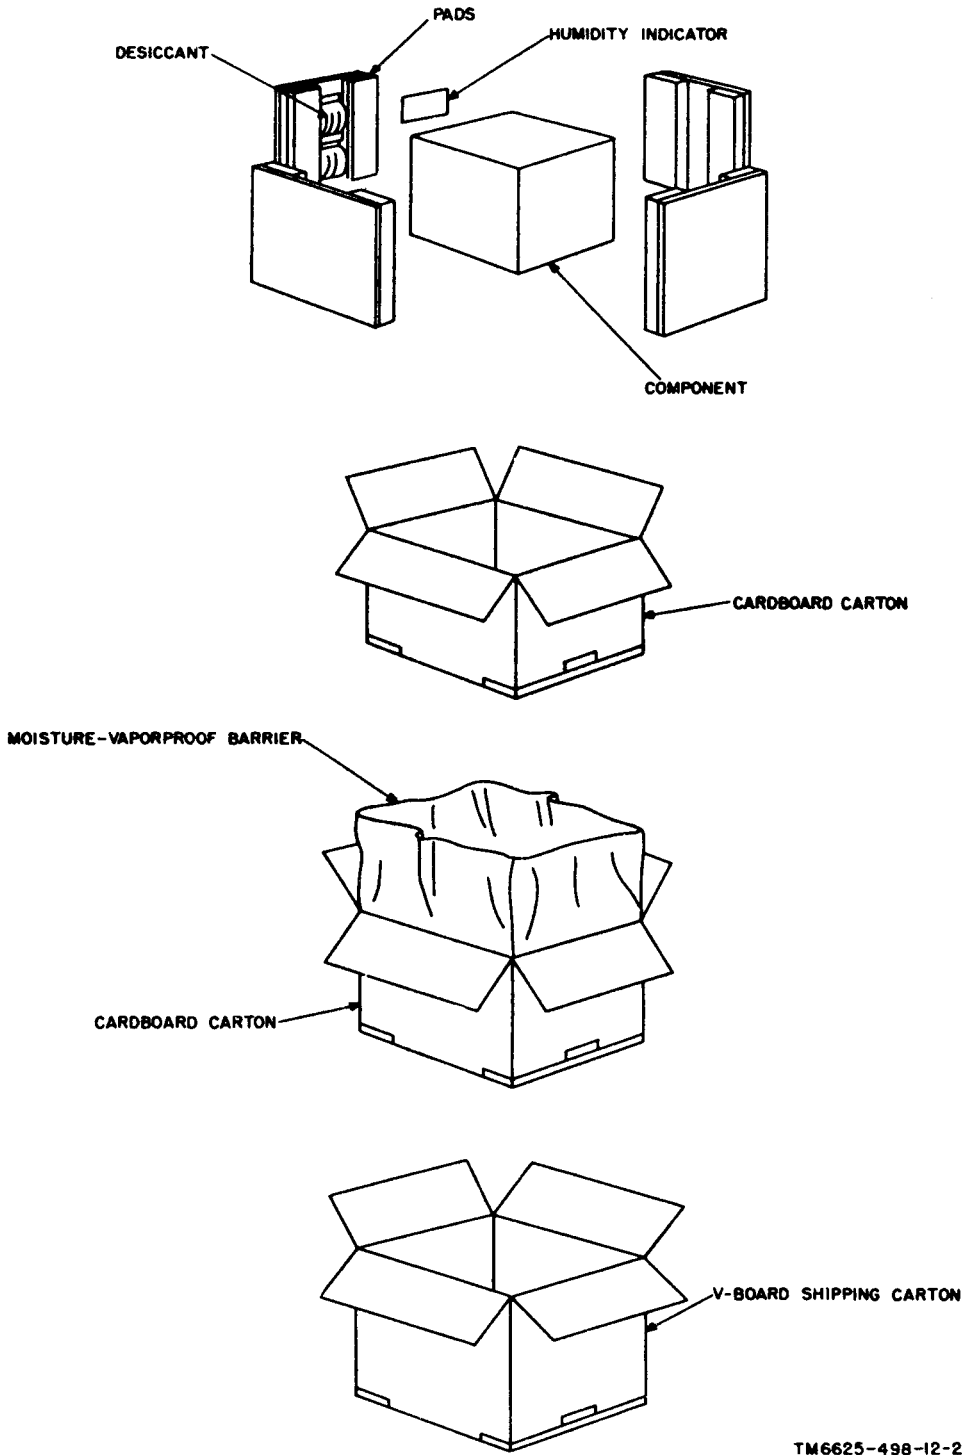 PADS
DESICCANT
HUMIDITY INDICATOR
COMPONENT
CARDBOARD CARTON
MOISTURE-VAPORPROOF BARRIER
CARDBOARD CARTON
V-BOARD SHIPPING CARTON
TM6625-498-12-2